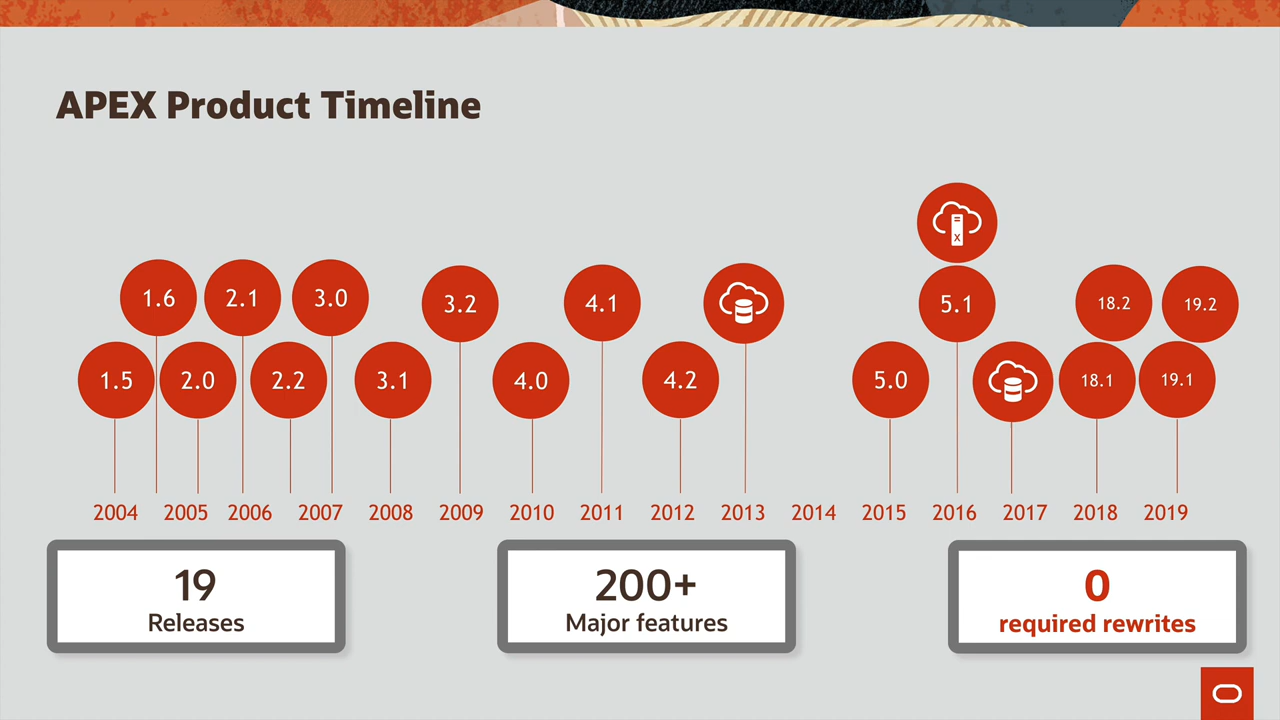 APEX Product Timeline
X
1.6 2.1 3.0 3.2 4.1 5.1 18.2 19.2
1.5 2.0 2.2 3.1 4.0 4.2 5.0 18.1 19.1
2004 2005 2006 2007 2008 2009 2010 2011 2012 2013 2014 2015 2016 2017 2018 2019
19
Releases
200+
Major features
0
required rewrites